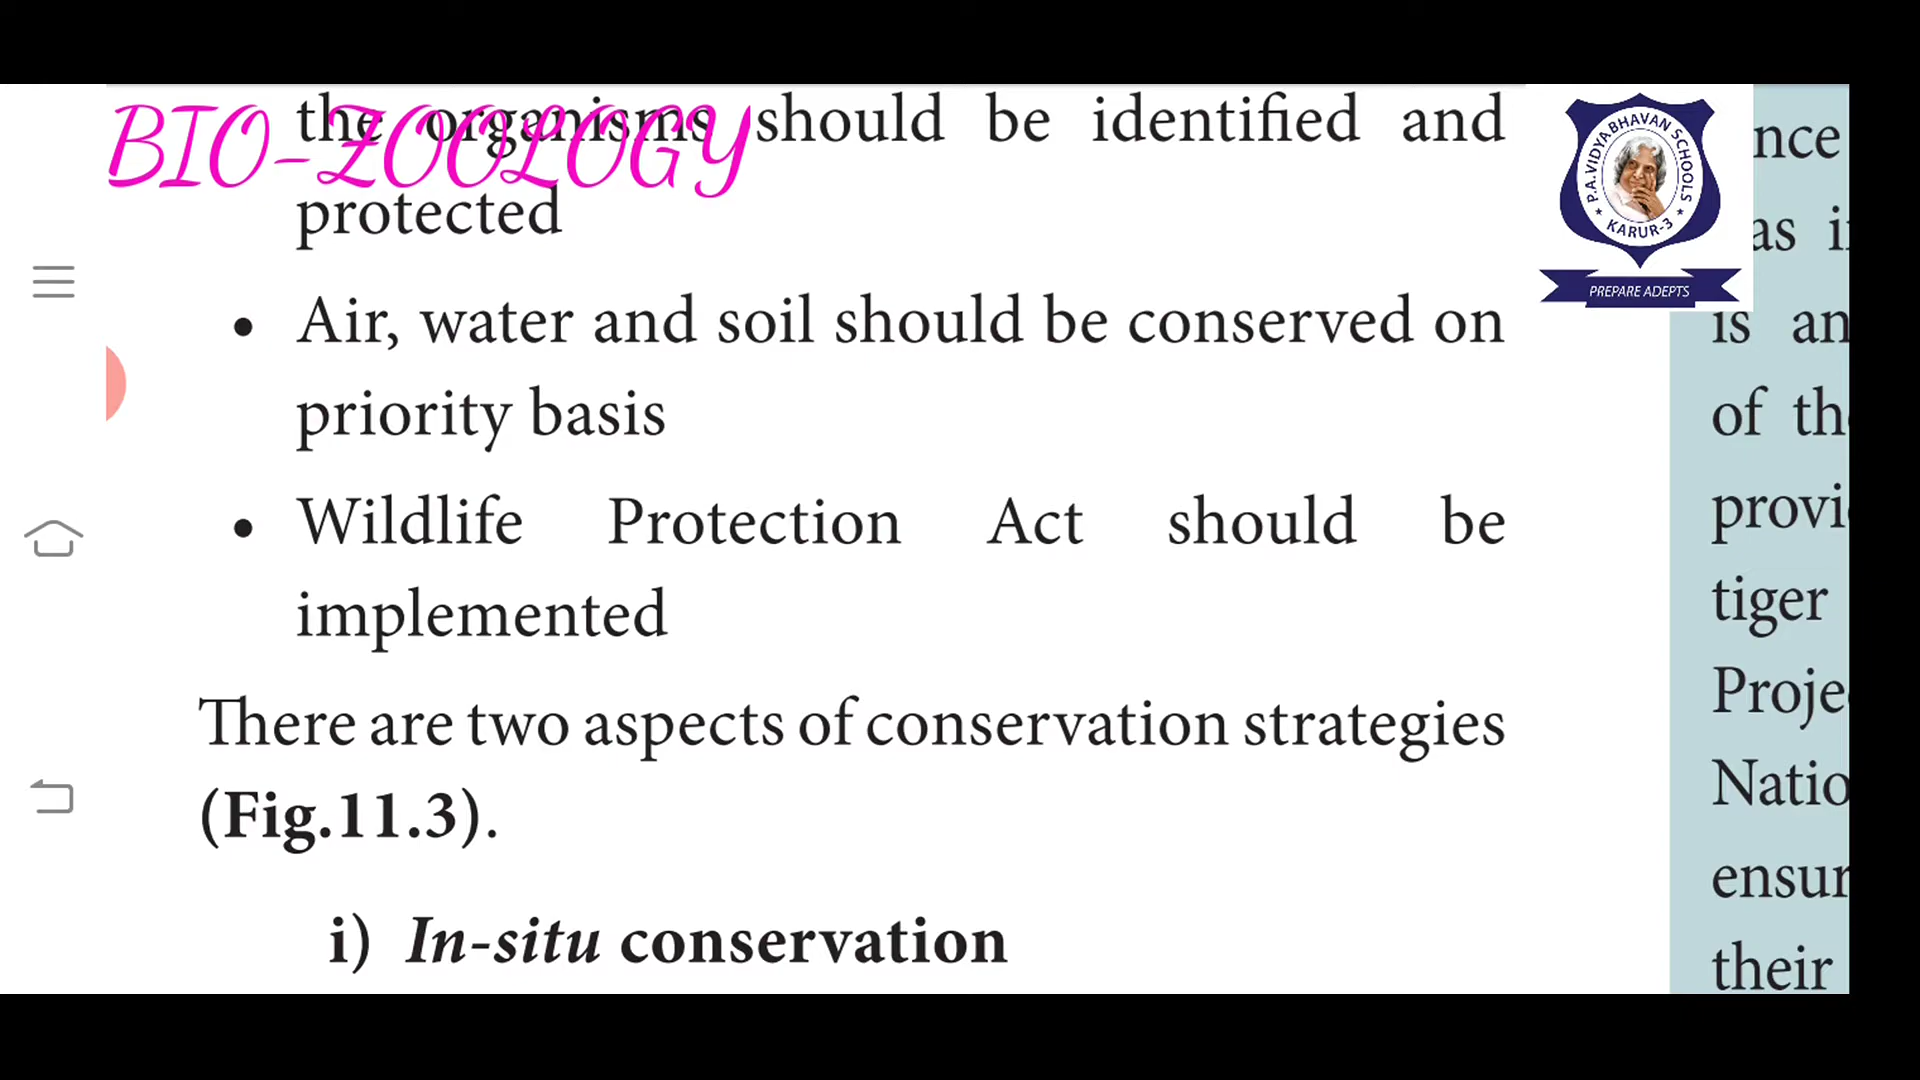 BIO-ZOOLOGY
the organisms should be identified and
protected
• Air, water and soil should be conserved on
priority basis
• Wildlife Protection Act should be
implemented
There are two aspects of conservation strategies
(Fig.11.3).
i) In-situ conservation
P.A.VIDYA BHAVAN SCHOOLS
KARUR-3
PREPARE ADEPTS
nce
as
is an
of
tiger
their